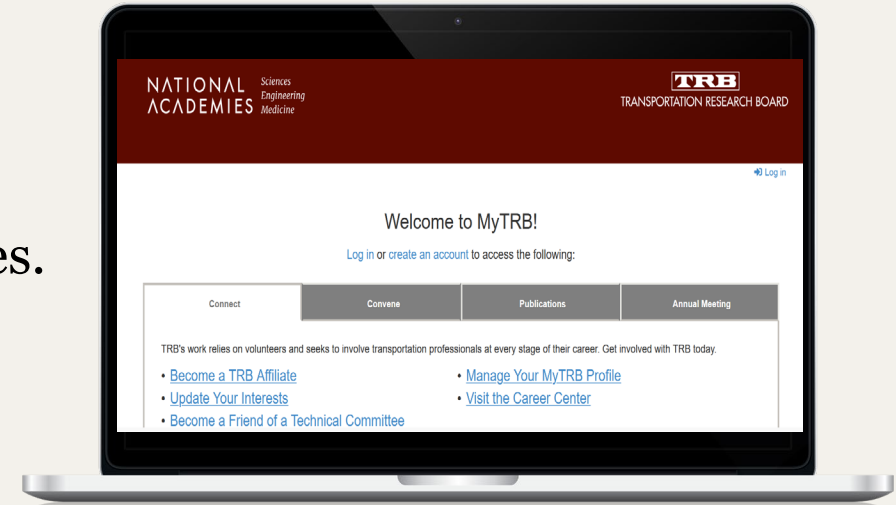 NATIONAL
ACADEMIES
Sciences
Engineering
Medicine
TRB
TRANSPORTATION RESEARCH BOARD
Log in
es.
Welcome to MyTRB!
Log in or create an account to access the following:
Connect Convene Publications Annual Meeting
TRB's work relies on volunteers and seeks to involve transportation professionals at every stage of their career. Get involved with TRB today.
• Become a TRB Affiliate
• Update Your Interests
• Become a Friend of a Technical Committee
• Manage Your MyTRB Profile
• Visit the Career Center